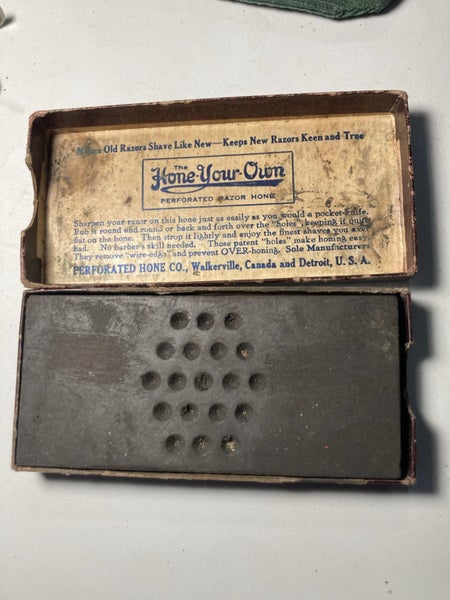 Makes Old Razors Shave Like New—Keeps New Razors Keen and True
The
Hone-Your-Own
PERFORATED RAZOR HONE
Sharpen your razor on this hone just as easily as you would a pocket-knife.
Rub it round and round or back and forth over the "holes", keeping it quite
flat on the hone. Then strop it lightly and enjoy the finest shaves you ever
had. No barber's skill needed. Those patent "holes" make honing easy.
They remove "wire-edge" and prevent OVER-honing. Sole Manufacturer:
PERFORATED HONE CO., Walkerville, Canada and Detroit, U. S. A.